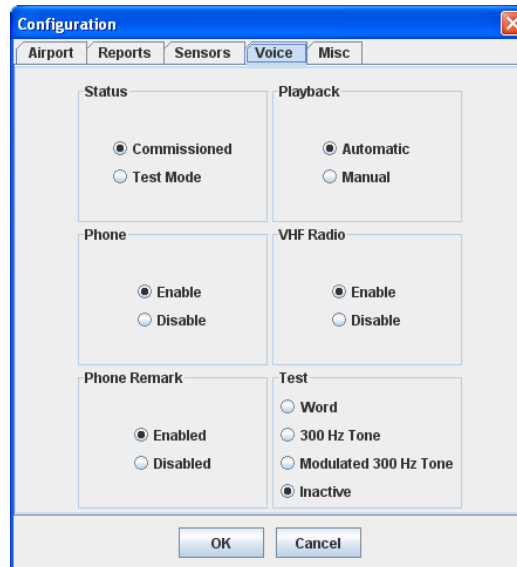 Configuration
Airport Reports Sensors Voice Misc
Status
Commissioned
Test Mode
Playback
Automatic
Manual
Phone
Enable
Disable
VHF Radio
Enable
Disable
Phone Remark
Enabled
Disabled
Test
Word
300 Hz Tone
Modulated 300 Hz Tone
Inactive
OK Cancel